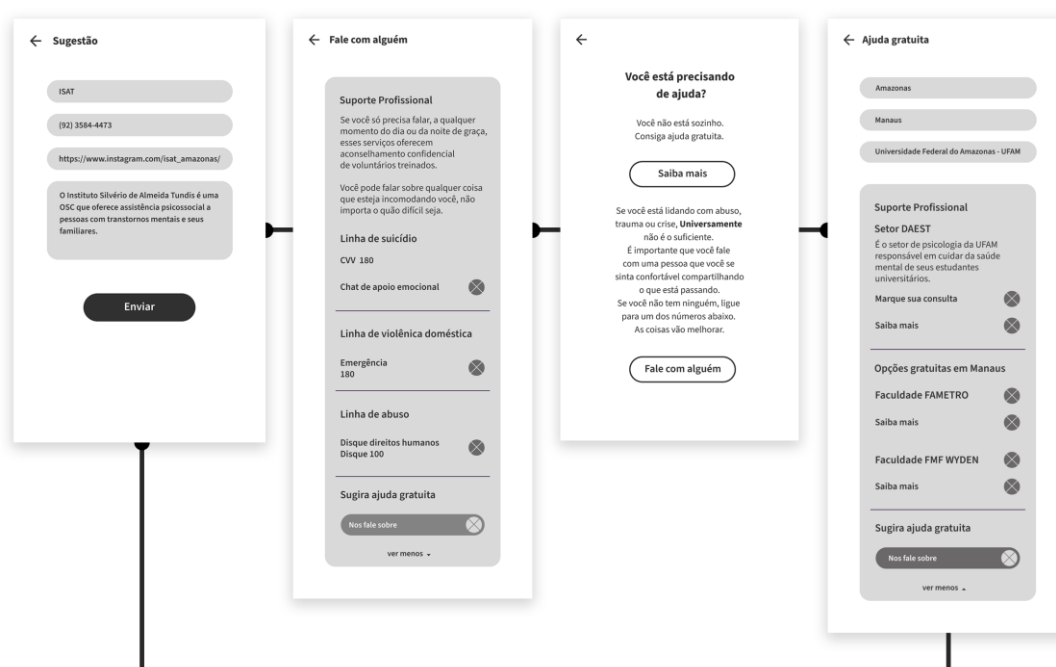 Sugestão
ISAT
(92) 3584-4473
https://www.instagram.com/isat_amazonas/
O Instituto Silvério de Almeida Tundis é uma
OSC que oferece assistência psicossocial a
pessoas com transtornos mentais e seus
familiares.
Enviar
Fale com alguém
Suporte Profissional
Se você só precisa falar, a qualquer
momento do dia ou da noite de graça,
esses serviços oferecem
aconselhamento confidencial
de voluntários treinados.
Você pode falar sobre qualquer coisa
que esteja incomodando você, não
importa o quão difícil seja.
Linha de suicídio
CVV 180
Chat de apoio emocional
Linha de violênica doméstica
Emergência
180
Linha de abuso
Disque direitos humanos
Disque 100
Sugira ajuda gratuita
Nos fale sobre
ver menos
Você está precisando
de ajuda?
Você não está sozinho.
Consiga ajuda gratuita.
Saiba mais
Se você está lidando com abuso,
trauma ou crise, Universamente
não é o suficiente.
É importante que você fale
com uma pessoa que você se
sinta confortável compartilhando
o que está passando.
Se você não tem ninguém, ligue
para um dos números abaixo.
As coisas vão melhorar.
Fale com alguém
Ajuda gratuita
Amazonas
Manaus
Universidade Federal do Amazonas - UFAM
Suporte Profissional
Setor DAEST
É o setor de psicologia da UFAM
responsável em cuidar da saúde
mental de seus estudantes
universitários.
Marque sua consulta
Saiba mais
Opções gratuitas em Manaus
Faculdade FAMETRO
Saiba mais
Faculdade FMF WYDEN
Saiba mais
Sugira ajuda gratuita
Nos fale sobre
ver menos